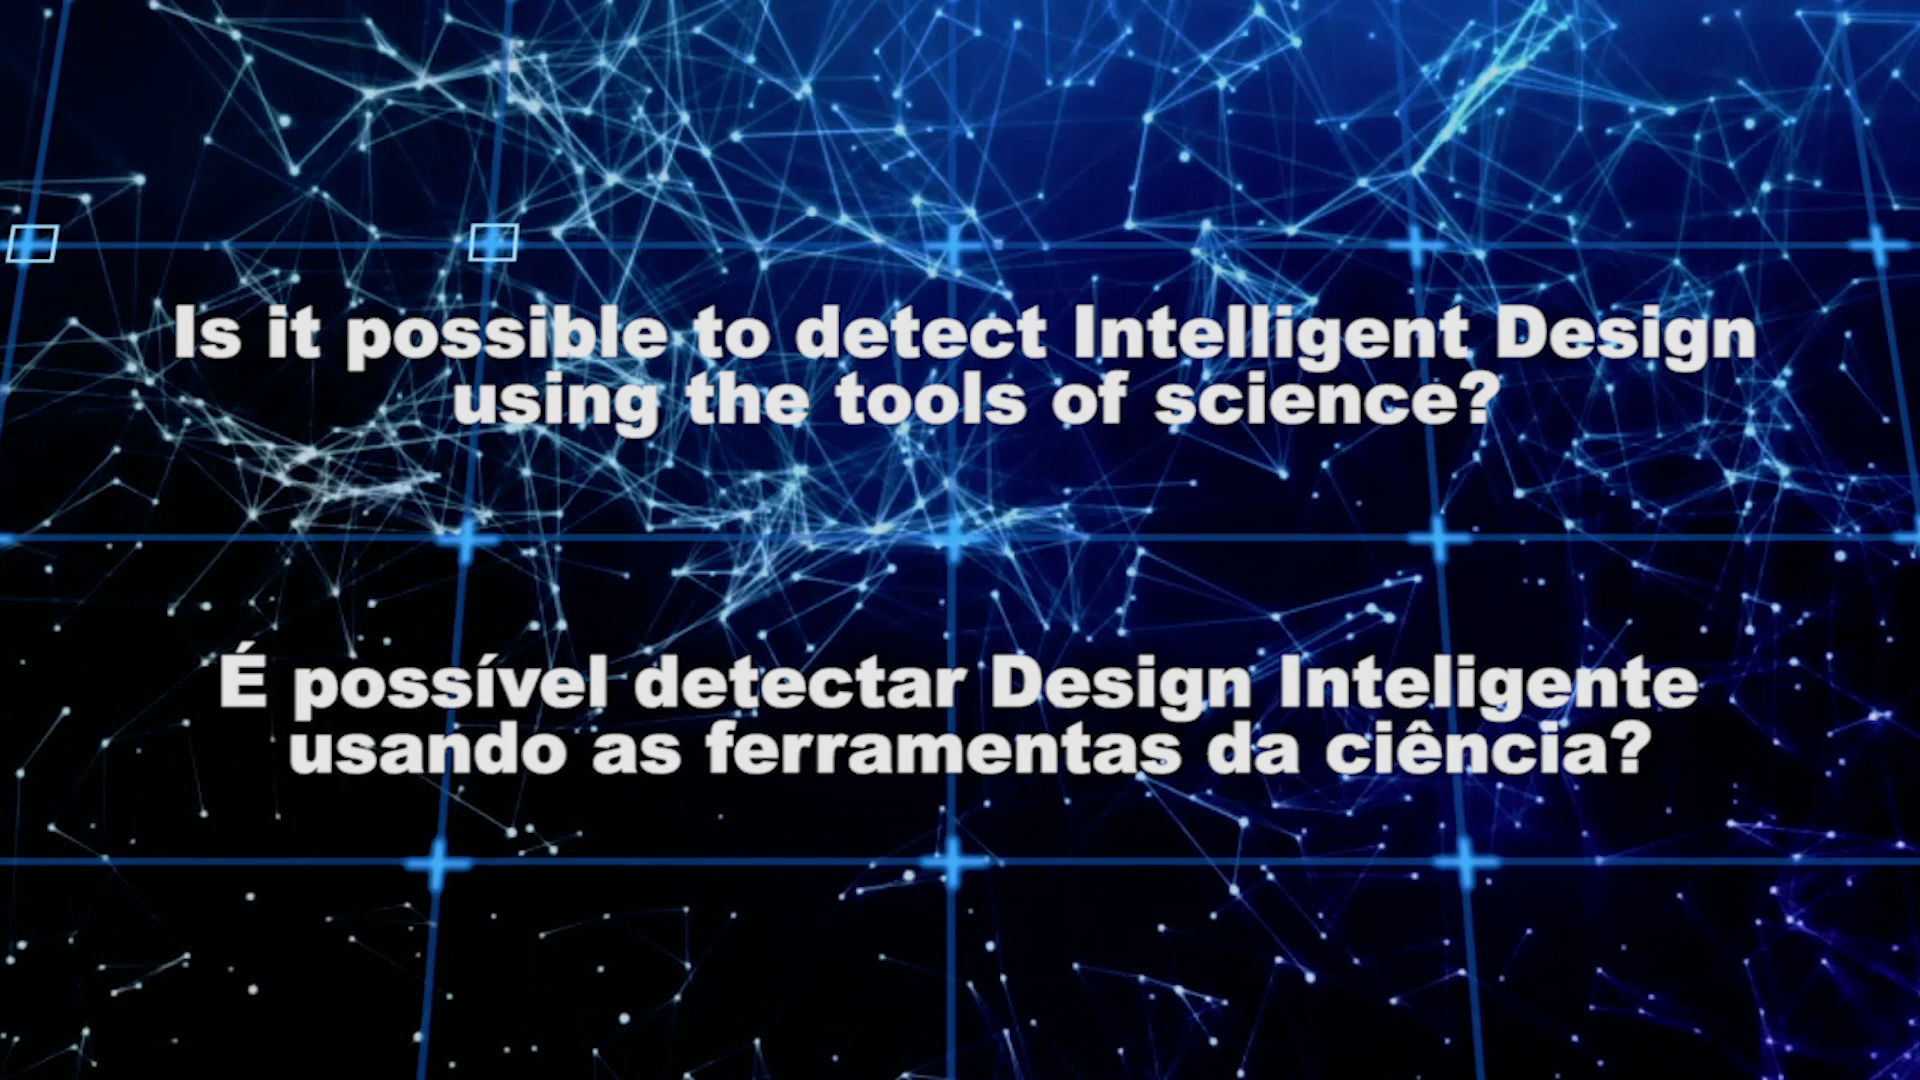 Is it possible to detect Intelligent Design
using the tools of science?
É possível detectar Design Inteligente
usando as ferramentas da ciência?